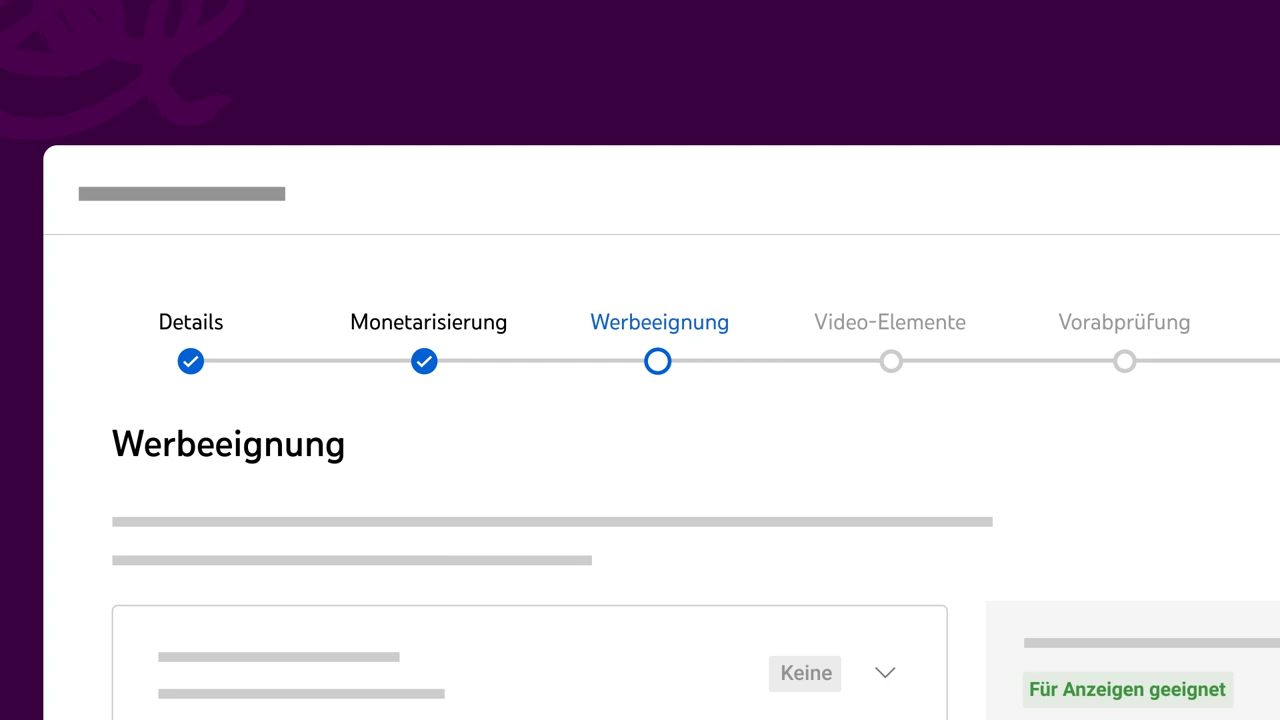 Details
Monetarisierung
Werbeeignung
Video-Elemente
Vorabprüfung
Werbeeignung
Keine
Für Anzeigen geeignet